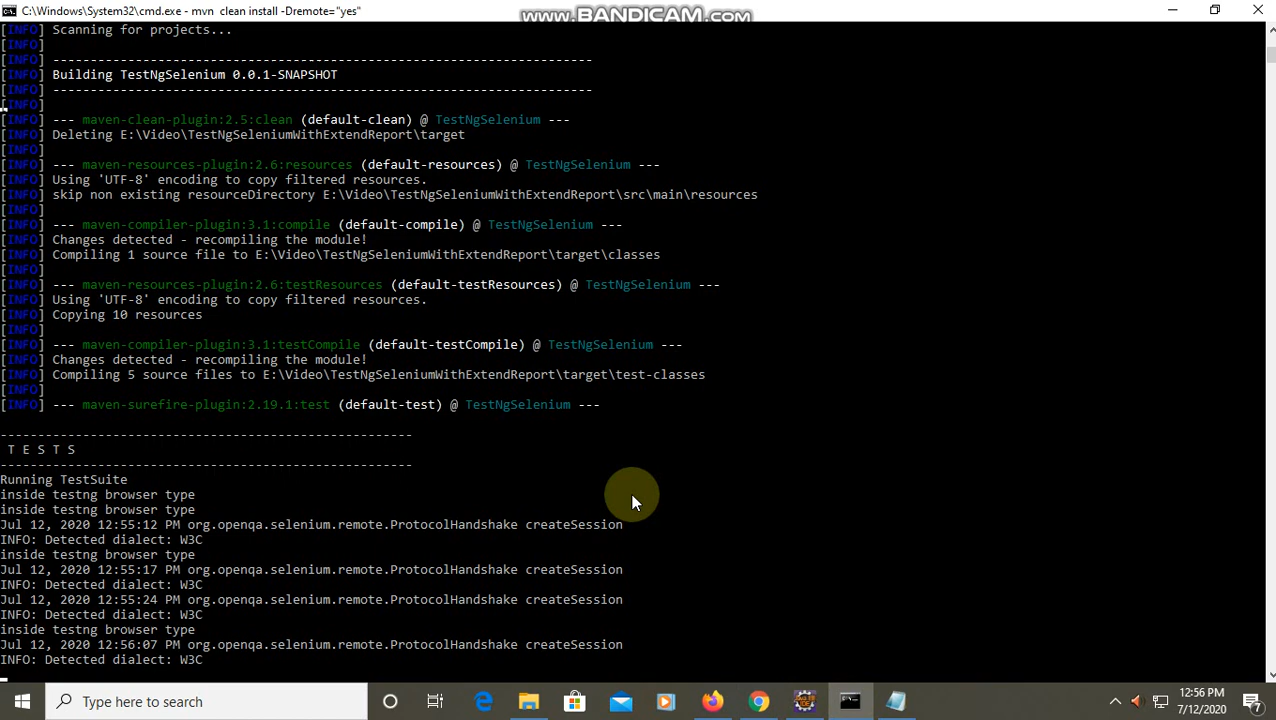 C:\Windows\System32\cmd.exe - mvn  clean install -Dremote="yes"
www.BANDICAM.com
[INFO] Scanning for projects...
[INFO]
[INFO] ------------------------------------------------------------------------
[INFO] Building TestNgSelenium 0.0.1-SNAPSHOT
[INFO] ------------------------------------------------------------------------
[INFO]
[INFO] --- maven-clean-plugin:2.5:clean (default-clean) @ TestNgSelenium ---
[INFO] Deleting E:\Video\TestNgSeleniumWithExtendReport\target
[INFO]
[INFO] --- maven-resources-plugin:2.6:resources (default-resources) @ TestNgSelenium ---
[INFO] Using 'UTF-8' encoding to copy filtered resources.
[INFO] skip non existing resourceDirectory E:\Video\TestNgSeleniumWithExtendReport\src\main\resources
[INFO]
[INFO] --- maven-compiler-plugin:3.1:compile (default-compile) @ TestNgSelenium ---
[INFO] Changes detected - recompiling the module!
[INFO] Compiling 1 source file to E:\Video\TestNgSeleniumWithExtendReport\target\classes
[INFO]
[INFO] --- maven-resources-plugin:2.6:testResources (default-testResources) @ TestNgSelenium ---
[INFO] Using 'UTF-8' encoding to copy filtered resources.
[INFO] Copying 10 resources
[INFO]
[INFO] --- maven-compiler-plugin:3.1:testCompile (default-testCompile) @ TestNgSelenium ---
[INFO] Changes detected - recompiling the module!
[INFO] Compiling 5 source files to E:\Video\TestNgSeleniumWithExtendReport\target\test-classes
[INFO]
[INFO] --- maven-surefire-plugin:2.19.1:test (default-test) @ TestNgSelenium ---
-------------------------------------------------------
T E S T S
-------------------------------------------------------
Running TestSuite
inside testng browser type
inside testng browser type
Jul 12, 2020 12:55:12 PM org.openqa.selenium.remote.ProtocolHandshake createSession
INFO: Detected dialect: W3C
inside testng browser type
Jul 12, 2020 12:55:17 PM org.openqa.selenium.remote.ProtocolHandshake createSession
INFO: Detected dialect: W3C
Jul 12, 2020 12:55:24 PM org.openqa.selenium.remote.ProtocolHandshake createSession
INFO: Detected dialect: W3C
inside testng browser type
Jul 12, 2020 12:56:07 PM org.openqa.selenium.remote.ProtocolHandshake createSession
INFO: Detected dialect: W3C
Type here to search
12:56 PM
7/12/2020
7